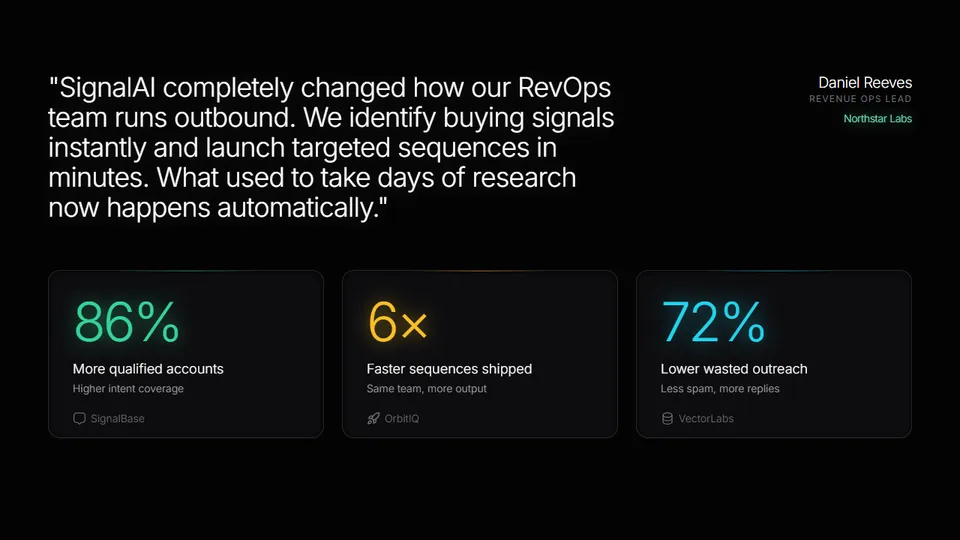 "SignalAI completely changed how our RevOps
team runs outbound. We identify buying signals
instantly and launch targeted sequences in
minutes. What used to take days of research
now happens automatically."
Daniel Reeves
REVENUE OPS LEAD
Northstar Labs
86%
More qualified accounts
Higher intent coverage
SignalBase
6×
Faster sequences shipped
Same team, more output
OrbitIQ
72%
Lower wasted outreach
Less spam, more replies
VectorLabs